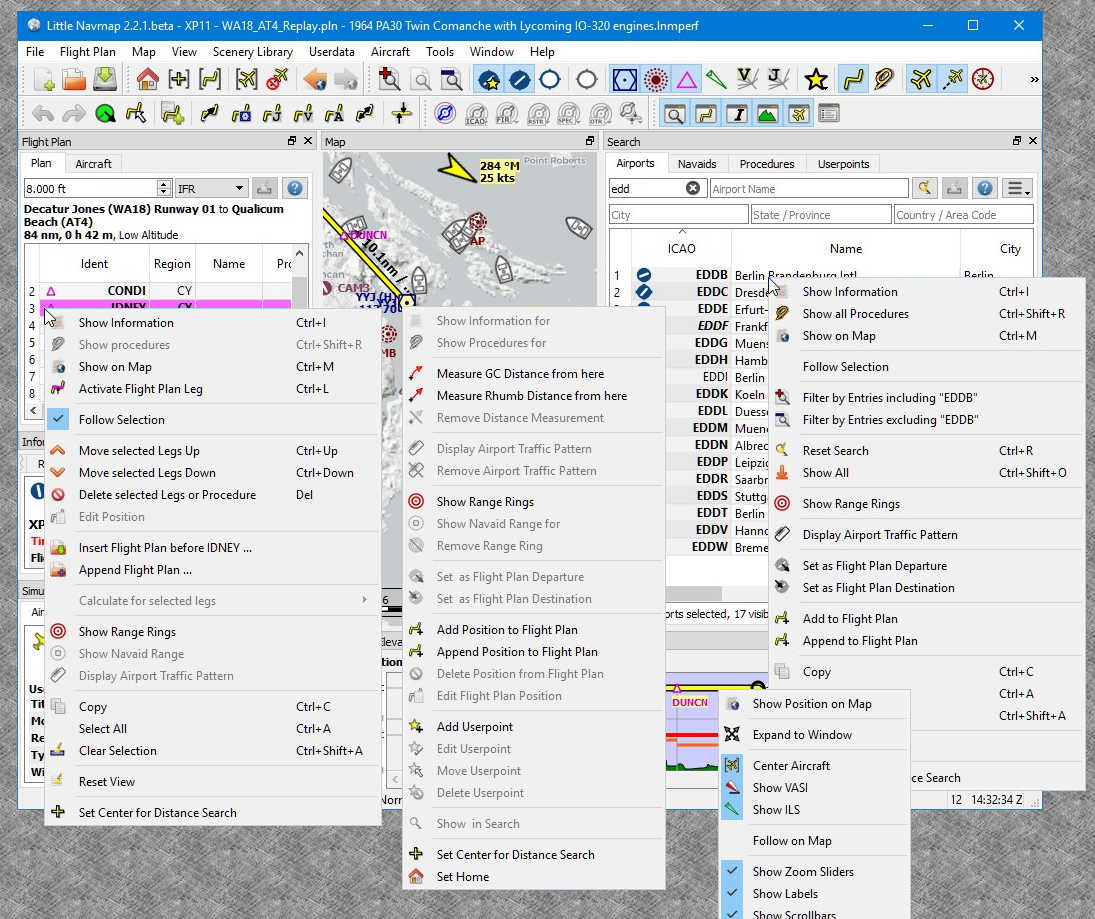 Little Navmap 2.2.1.beta - XP11 - WA18_AT4_Replay.pln - 1964 PA30 Twin Comanche with Lycoming IO-320 engines.lnmperf
File Flight Plan Map View Scenery Library Userdata Aircraft Tools Window Help
»
ICAO FIR RSTR SPEC OTR
Flight Plan
Plan Aircraft
8.000 ft IFR
Decatur Jones (WA18) Runway 01 to Qualicum
Beach (AT4)
84 nm, 0 h 42 m, Low Altitude
Ident Region Name
2 CONDI CY
3 IDNEY CY
4
5
6
7
8
Show Information Ctrl+I
Show procedures Ctrl+Shift+R
Show on Map Ctrl+M
Activate Flight Plan Leg Ctrl+L
Follow Selection
Move selected Legs Up Ctrl+Up
Move selected Legs Down Ctrl+Down
Delete selected Legs or Procedure Del
Edit Position
Insert Flight Plan before IDNEY ...
Append Flight Plan ...
Calculate for selected legs
Show Range Rings
Show Navaid Range
Display Airport Traffic Pattern
Copy Ctrl+C
Select All Ctrl+A
Clear Selection Ctrl+Shift+A
Reset View
Set Center for Distance Search
Map
284 °M
25 kts
Point Roberts
DUNCN
10.1nm /
AP
CAM3
YYJ (H)
MB
Show Information for
Show Procedures for
Measure GC Distance from here
Measure Rhumb Distance from here
Remove Distance Measurement
Display Airport Traffic Pattern
Remove Airport Traffic Pattern
Show Range Rings
Show Navaid Range for
Remove Range Ring
Set as Flight Plan Departure
Set as Flight Plan Destination
Add Position to Flight Plan
Append Position to Flight Plan
Delete Position from Flight Plan
Edit Flight Plan Position
Add Userpoint
Edit Userpoint
Move Userpoint
Delete Userpoint
Show in Search
Set Center for Distance Search
Set Home
Search
Airports Navaids Procedures Userpoints
edd Airport Name
City State / Province Country / Area Code
ICAO Name City
1 EDDB Berlin Brandenburg Intl Berlin
2 EDDC
EDDE
EDDF
EDDG
EDDH
EDDI Berlin
EDDK Koeln
EDDL
EDDM
EDDN
EDDP
EDDR
EDDS
EDDT Berlin
EDDV
EDDW
Show Information Ctrl+I
Show all Procedures Ctrl+Shift+R
Show on Map Ctrl+M
Follow Selection
Filter by Entries including "EDDB"
Filter by Entries excluding "EDDB"
Reset Search Ctrl+R
Show All Ctrl+Shift+O
Show Range Rings
Display Airport Traffic Pattern
Set as Flight Plan Departure
Set as Flight Plan Destination
Add to Flight Plan
Append to Flight Plan
Copy Ctrl+C
Ctrl+A
Ctrl+Shift+A
Search
selected, 17
DUNCN
Show Position on Map
Expand to Window
Center Aircraft
Show VASI
Show ILS
Follow on Map
Show Zoom Sliders
Show Labels
Show Scrollbars
12 14:32:34 Z